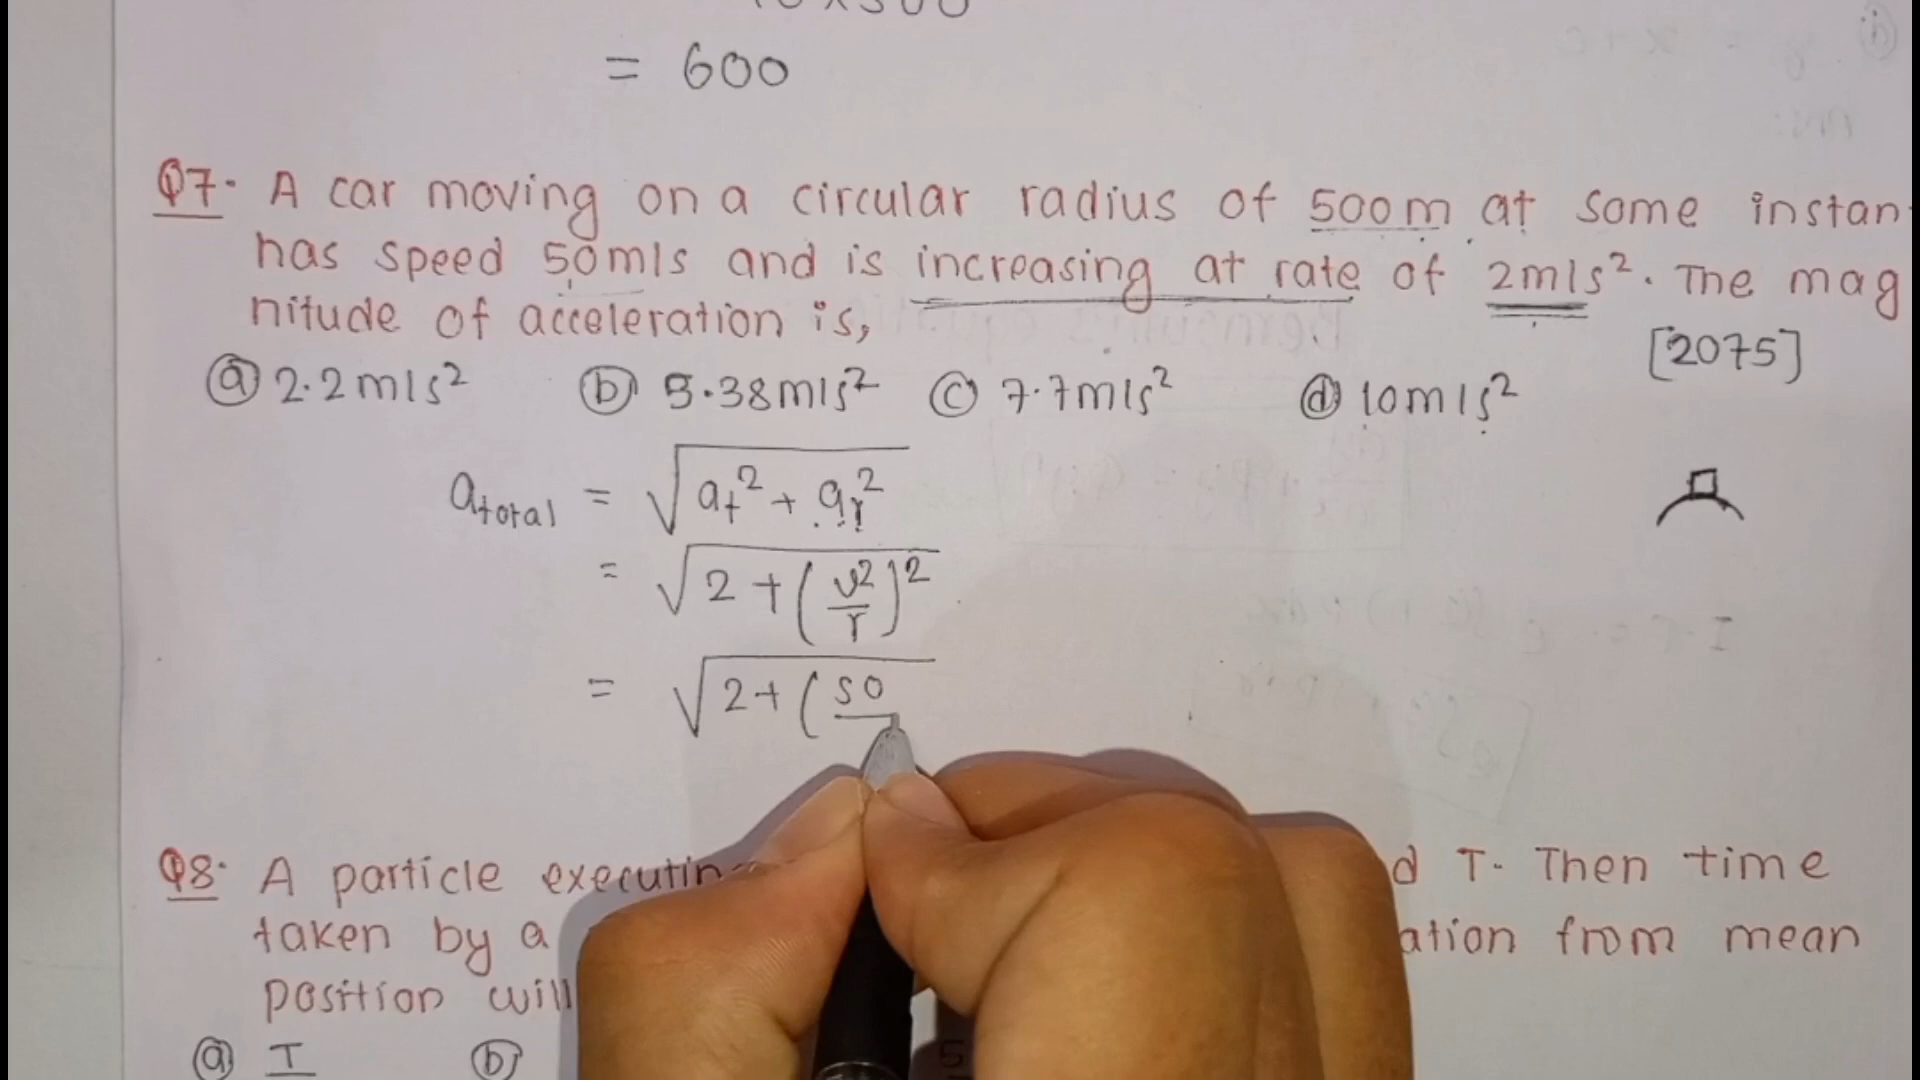 = 600
Q7. A car moving on a circular radius of 500m at some instan
has speed 50m/s and is increasing at rate of 2m/s². The mag
nitude of acceleration is,
[2075]
ⓐ 2.2m/s² ⓑ 5.38m/s² ⓒ 7.7m/s² ⓓ 10m/s²
a total = √(at² + ar²)
= √(2 + (v²/r)²)
= √(2 + (50
Q8. A particle executin d T. Then time
taken by a ation from mean
position will
ⓐ T ⓑ